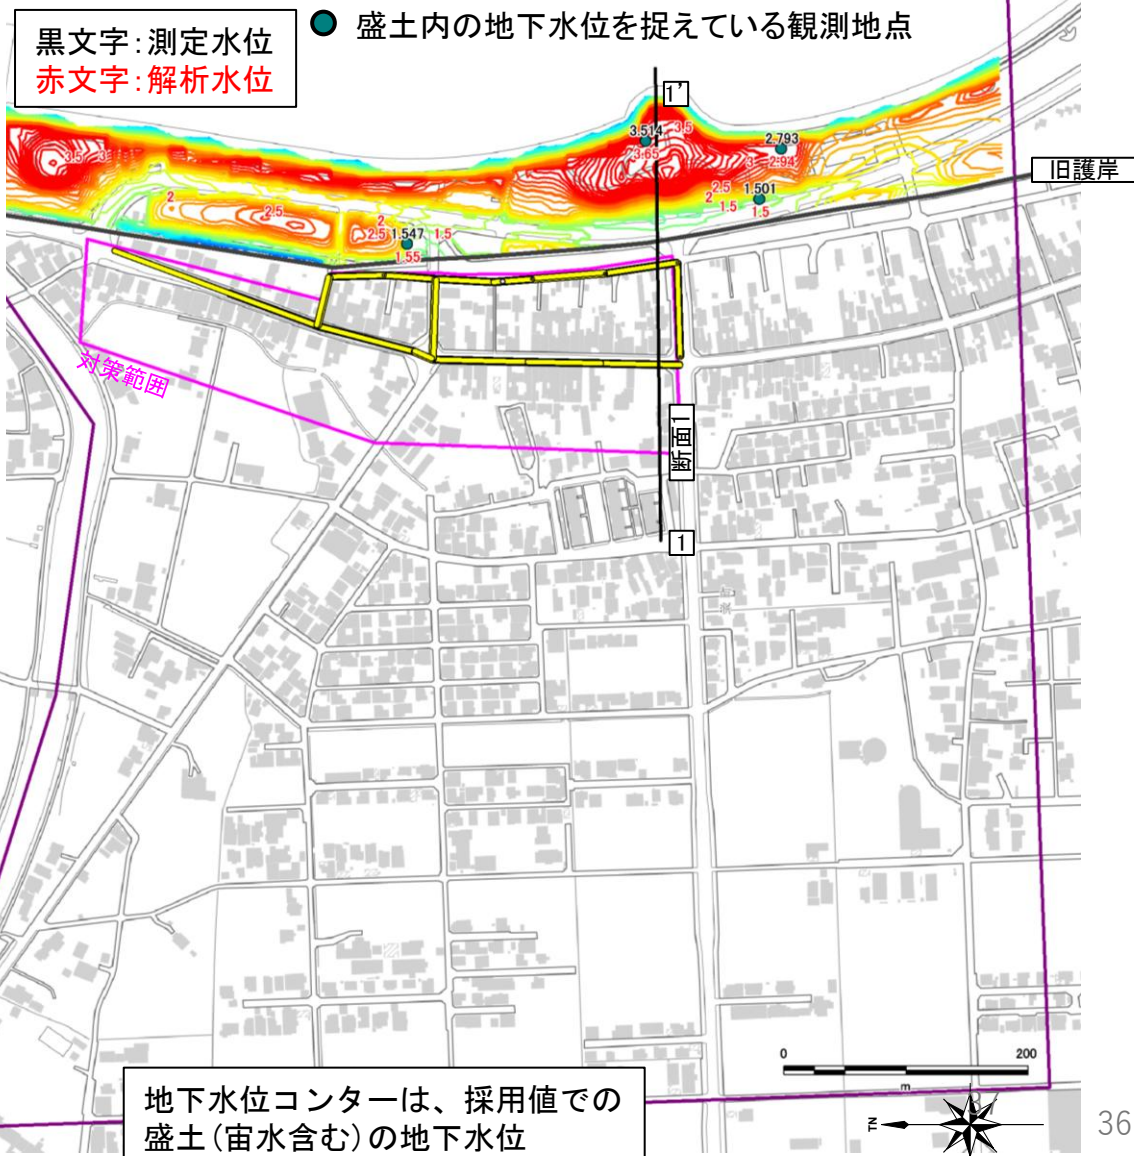 黒文字:測定水位
赤文字:解析水位
盛土内の地下水位を捉えている観測地点
1’
3.514
3.5
3.65
2.793
3
2.94
旧護岸
3.5
3
2.5
2
1.501
1.5
1.5
2
2.5
2
2.5
1.547
1.5
1.55
対策範囲
断面1
1
0
200
m
地下水位コンターは、採用値での
盛土(宙水含む)の地下水位
TN
36